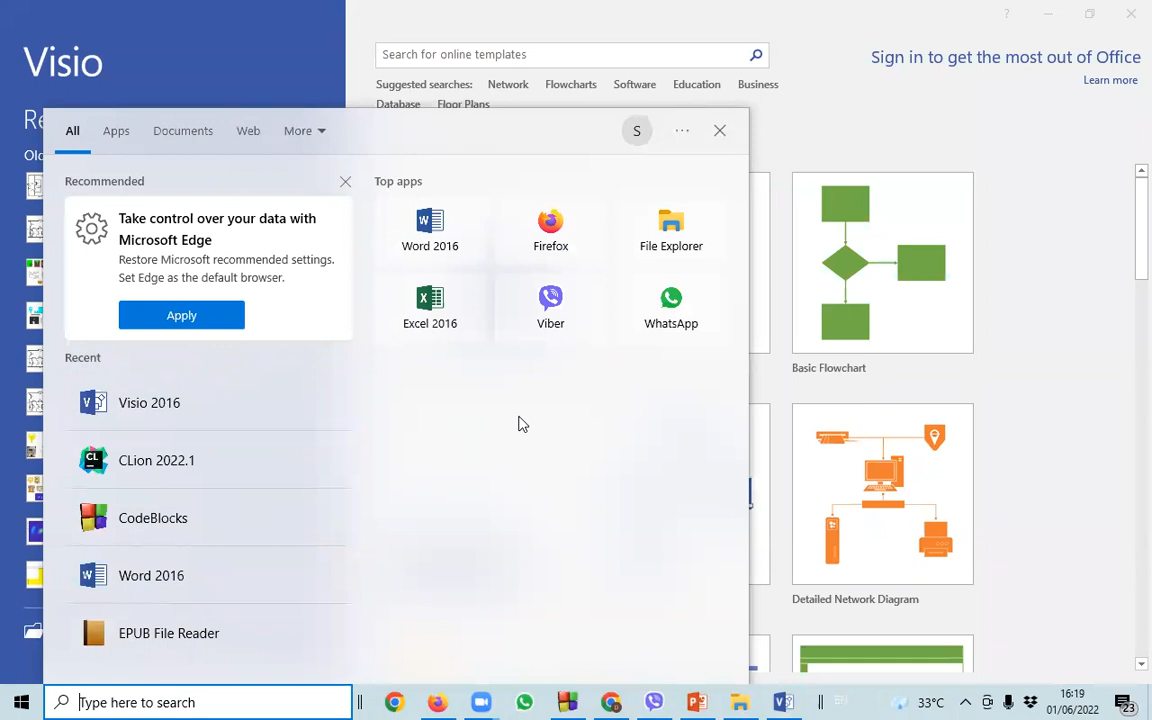 Visio
Search for online templates
Suggested searches: Network Flowcharts Software Education Business
Database Floor Plans
Sign in to get the most out of Office
Learn more
Re
Old
All Apps Documents Web More
S
Recommended
Take control over your data with
Microsoft Edge
Restore Microsoft recommended settings.
Set Edge as the default browser.
Apply
Top apps
Word 2016
Firefox
File Explorer
Excel 2016
Viber
WhatsApp
Recent
Visio 2016
CLion 2022.1
CodeBlocks
Word 2016
EPUB File Reader
Basic Flowchart
Detailed Network Diagram
Type here to search
33°C
16:19
01/06/2022
23